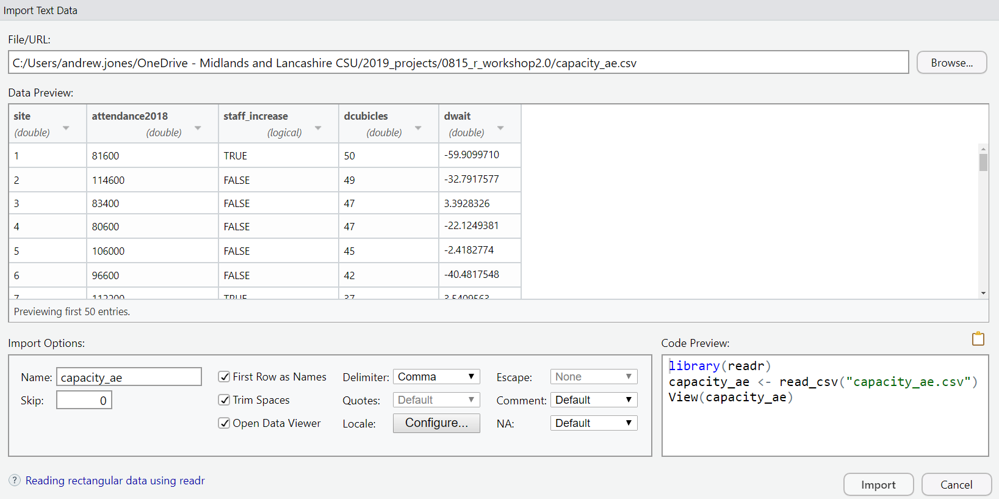 Import Text Data
File/URL:
C:/Users/andrew.jones/OneDrive - Midlands and Lancashire CSU/2019_projects/0815_r_workshop2.0/capacity_ae.csv
Browse...
Data Preview:
site attendance2018 staff_increase dcubicles dwait
(double) (double) (logical) (double) (double)
1 81600 TRUE 50 -59.9099710
2 114600 FALSE 49 -32.7917577
3 83400 FALSE 47 3.3928326
4 80600 FALSE 47 -22.1249381
5 106000 FALSE 45 -2.4182774
6 96600 FALSE 42 -40.4817548
7 112200 TRUE 37 3.5409563
Previewing first 50 entries.
Import Options:
Name: capacity_ae
Skip: 0
First Row as Names
Trim Spaces
Open Data Viewer
Delimiter: Comma
Quotes: Default
Locale: Configure...
Escape: None
Comment: Default
NA: Default
Code Preview:
library(readr)
capacity_ae <- read_csv("capacity_ae.csv")
View(capacity_ae)
? Reading rectangular data using readr
Import
Cancel